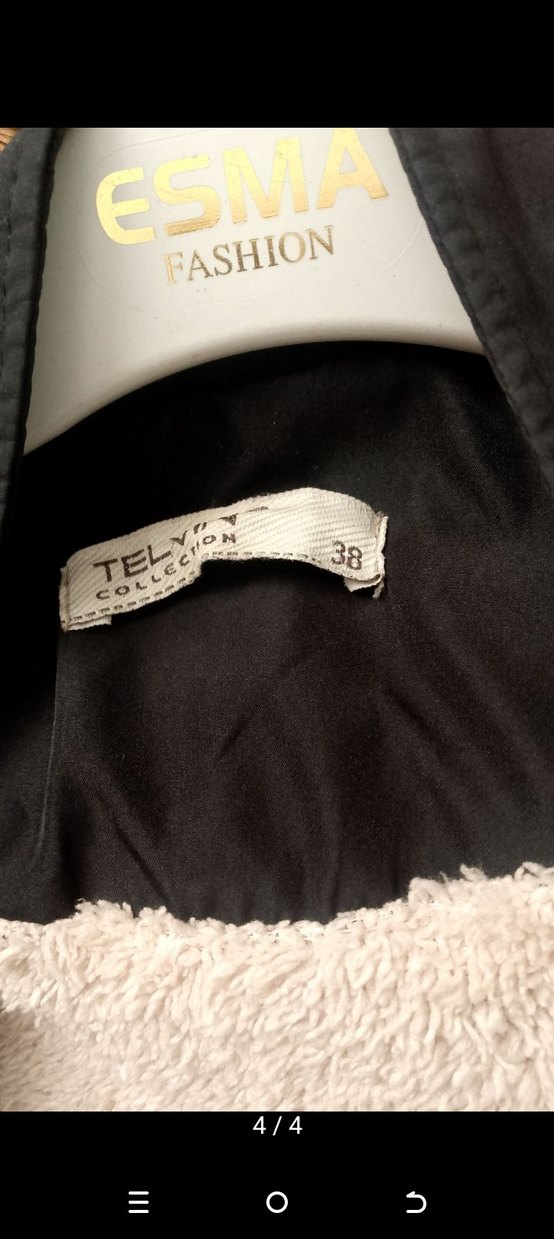 ESMA
FASHION
COLLECTION
38
4 / 4